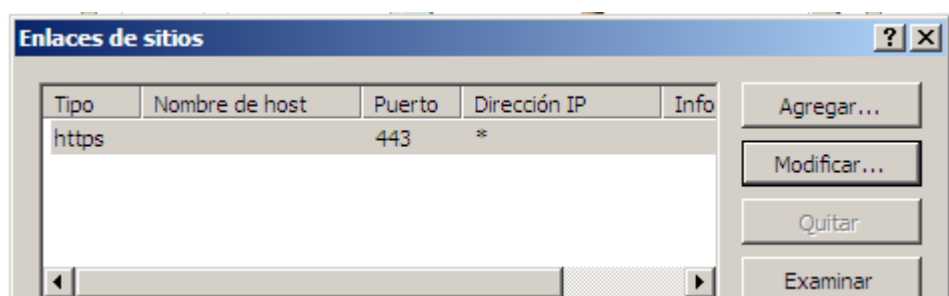 Enlaces de sitios
Tipo Nombre de host Puerto Dirección IP Info
https 443 *
Agregar...
Modificar...
Quitar
Examinar